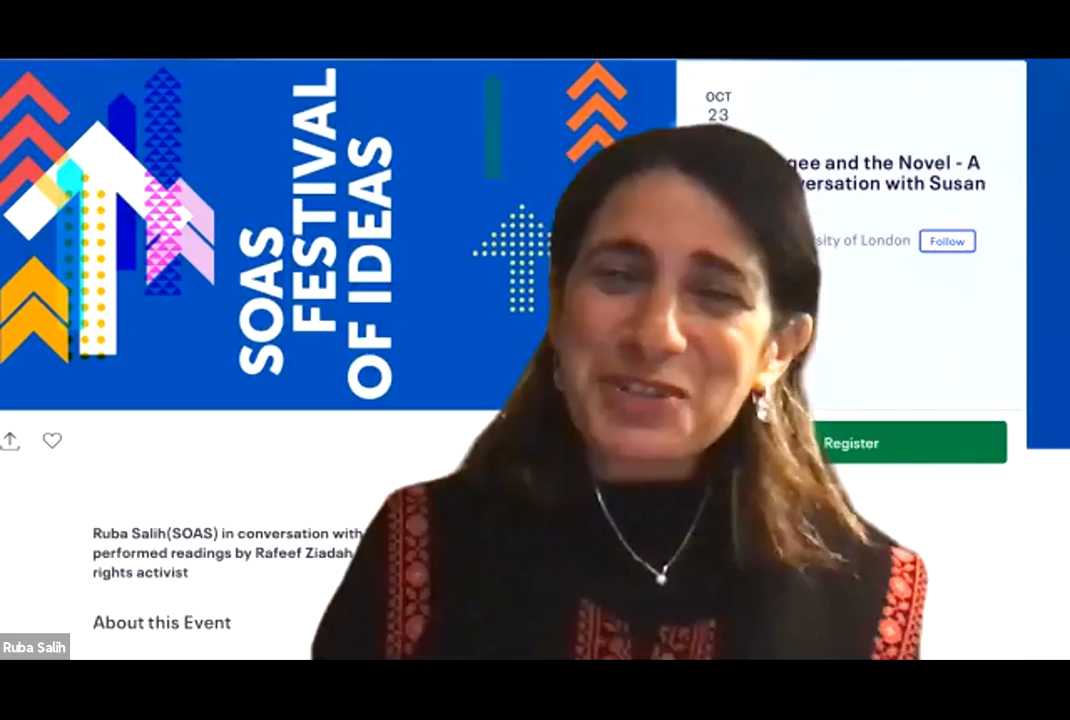 SOAS
FESTIVAL
OF IDEAS
OCT
23
gee and the Novel - A
versation with Susan
sity of London
Follow
Register
Ruba Salih(SOAS) in conversation with
performed readings by Rafeef Ziadah
rights activist
About this Event
Ruba Salih